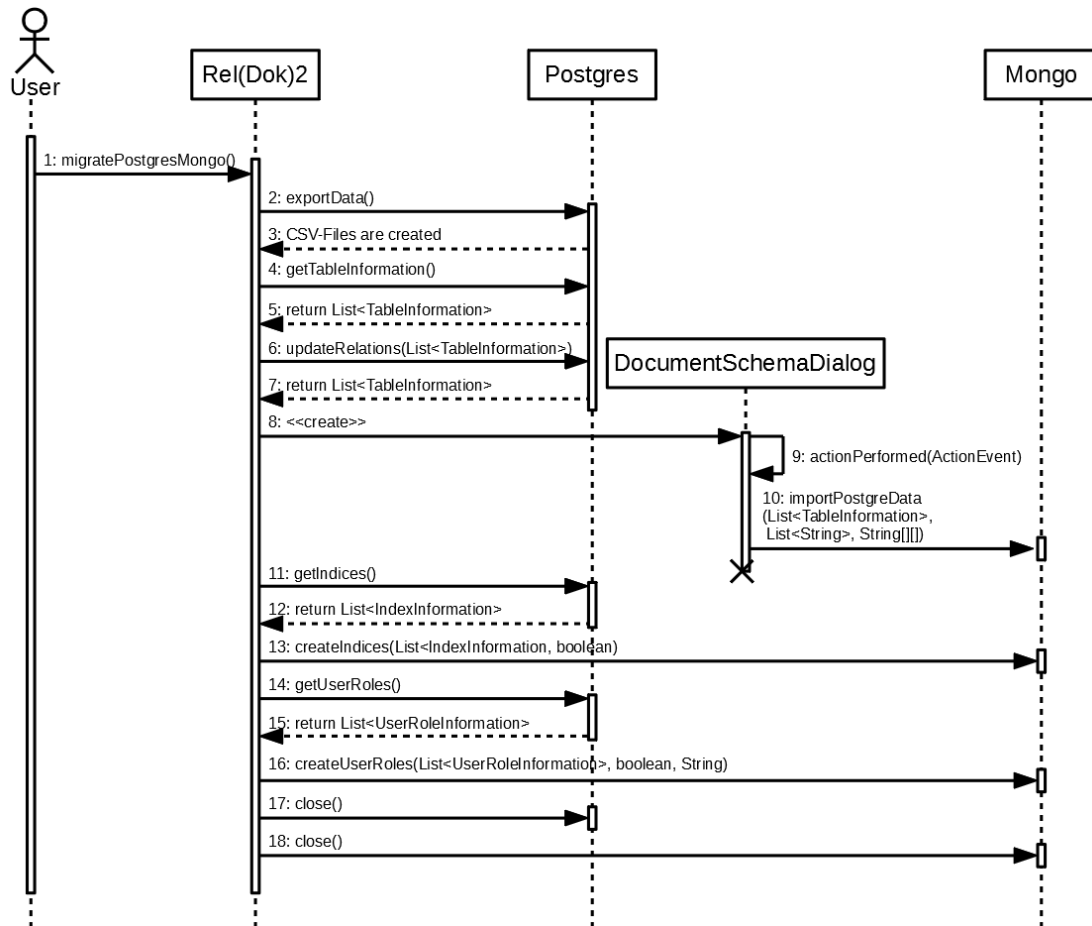 User
Rel(Dok)2
Postgres
Mongo
1: migratePostgresMongo()
2: exportData()
3: CSV-Files are created
4: getTableInformation()
5: return List<TableInformation>
6: updateRelations(List<TableInformation>)
DocumentSchemaDialog
7: return List<TableInformation>
8: <<create>>
9: actionPerformed(ActionEvent)
10: importPostgreData
(List<TableInformation>,
List<String>, String[][])
11: getIndices()
12: return List<IndexInformation>
13: createIndices(List<IndexInformation, boolean)
14: getUserRoles()
15: return List<UserRoleInformation>
16: createUserRoles(List<UserRoleInformation>, boolean, String)
17: close()
18: close()